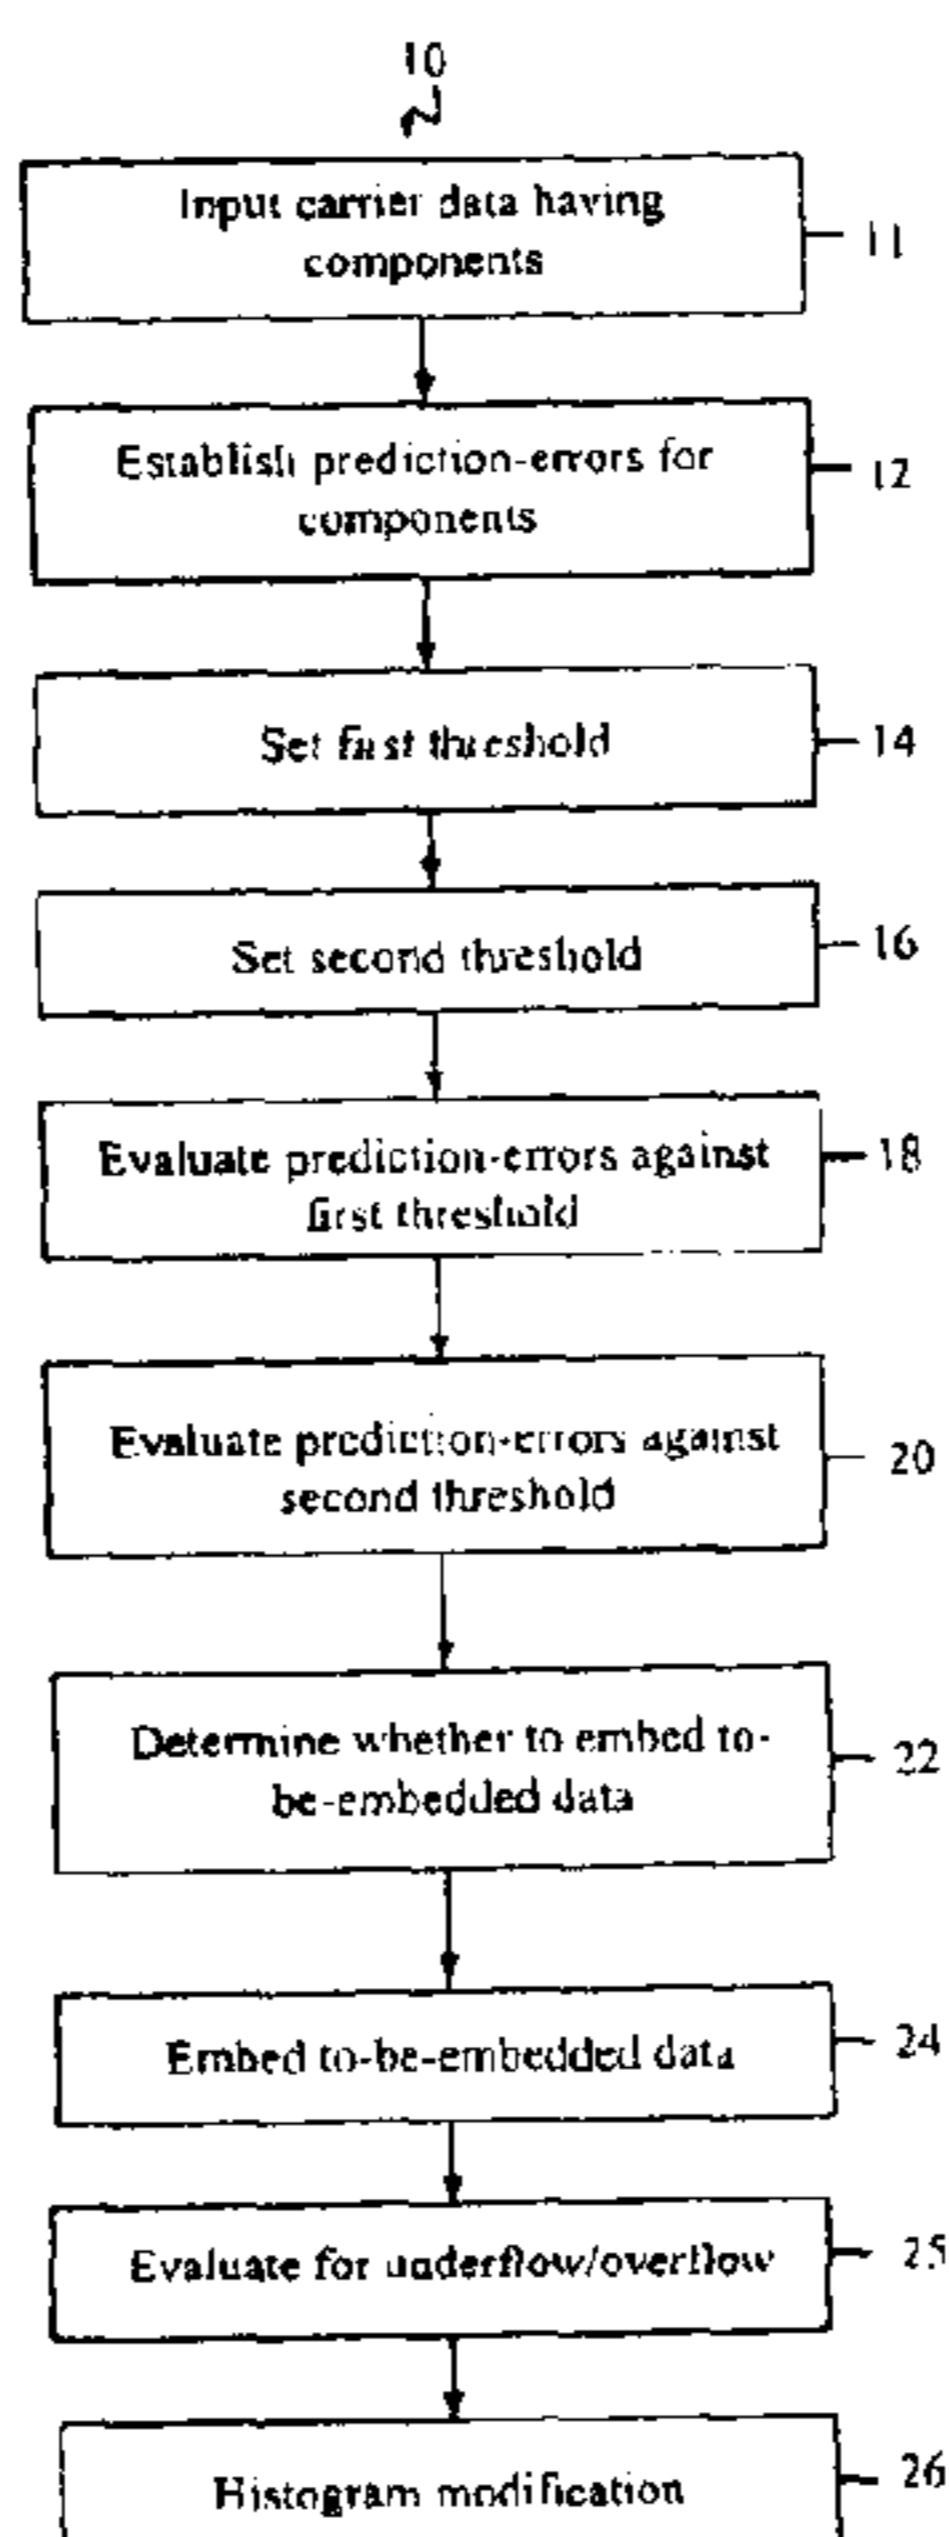 10
Input carrier data having
components
11
Establish prediction-errors for
components
12
Set first threshold
14
Set second threshold
16
Evaluate prediction-errors against
first threshold
18
Evaluate prediction-errors against
second threshold
20
Determine whether to embed to-
be-embedded data
22
Embed to-be-embedded data
24
Evaluate for underflow/overflow
25
Histogram modification
26